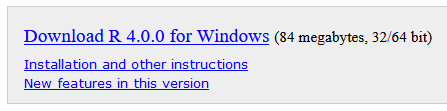 Download R 4.0.0 for Windows (84 megabytes, 32/64 bit)
Installation and other instructions
New features in this version